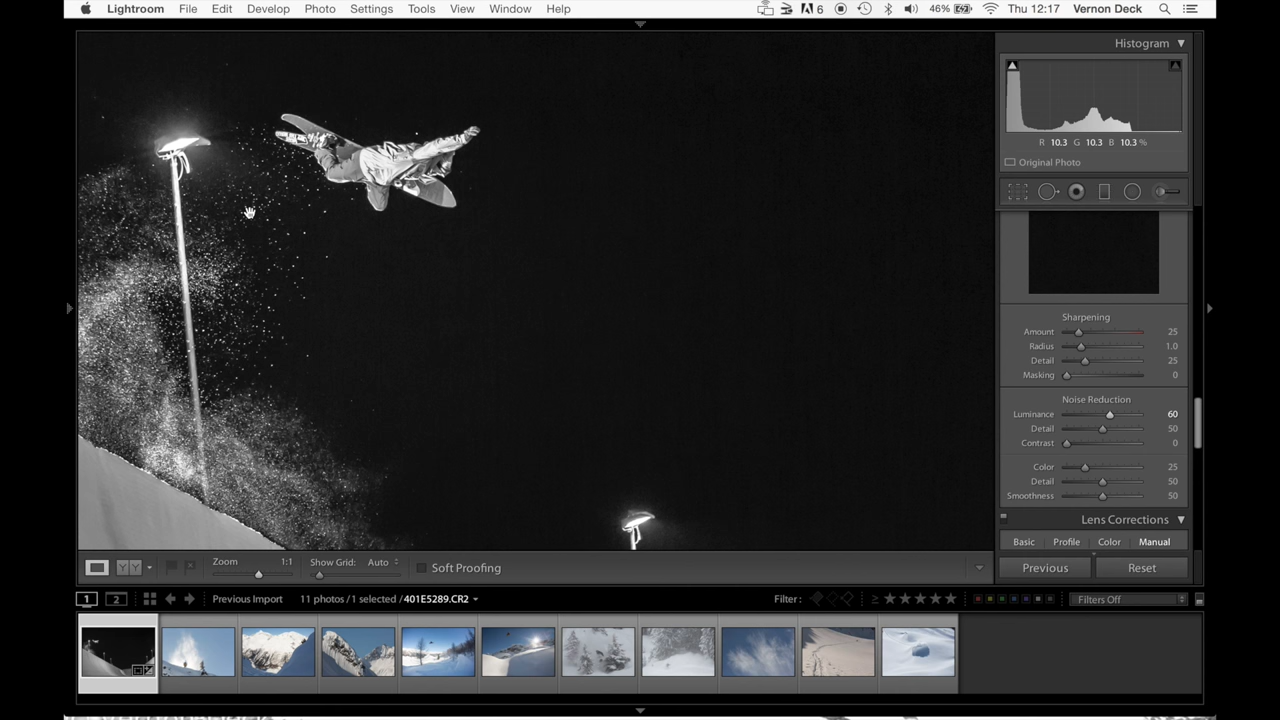 Lightroom File Edit Develop Photo Settings Tools View Window Help 6 46% Thu 12:17 Vernon Deck
Histogram
R 10.3 G 10.3 B 10.3 %
Original Photo
Sharpening
Amount 25
Radius 1.0
Detail 25
Masking 0
Noise Reduction
Luminance 60
Detail 50
Contrast 0
Color 25
Detail 50
Smoothness 50
Lens Corrections
Basic Profile Color Manual
Previous Reset
Zoom 1:1 Show Grid: Auto Soft Proofing
1 2 Previous Import 11 photos / 1 selected / 401E5289.CR2 Filter : ≥ Filters Off